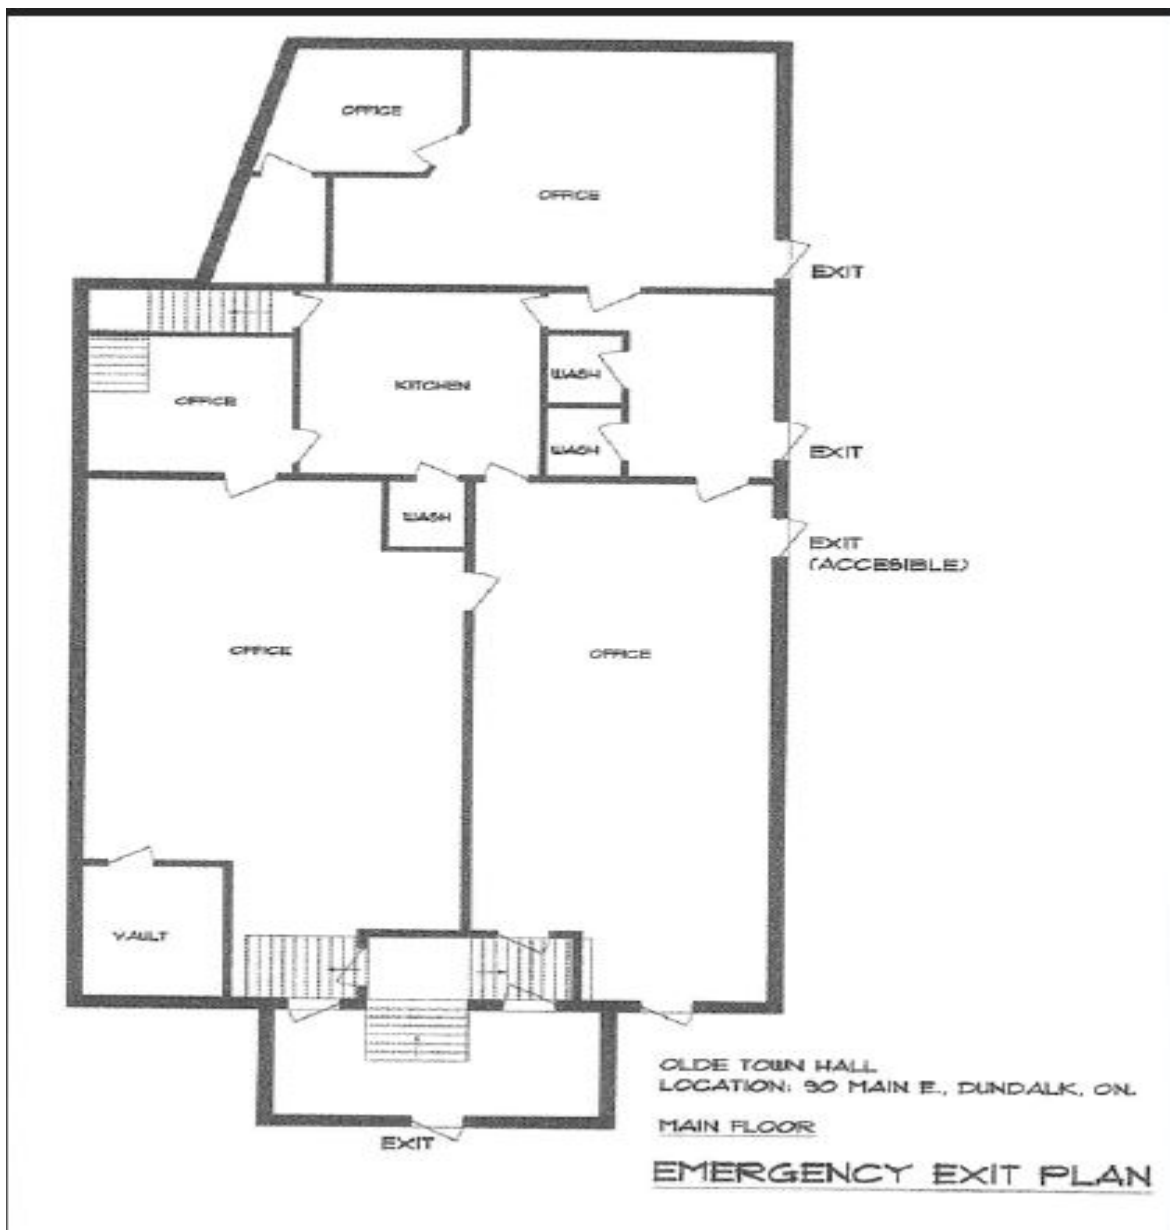 OFFICE
OFFICE
EXIT
KITCHEN
WASH
OFFICE
WASH
EXIT
WASH
EXIT
(ACCESIBLE)
OFFICE
OFFICE
VAULT
OLDE TOWN HALL
LOCATION: 90 MAIN E., DUNDALK, ON.
MAIN FLOOR
EXIT
EMERGENCY EXIT PLAN